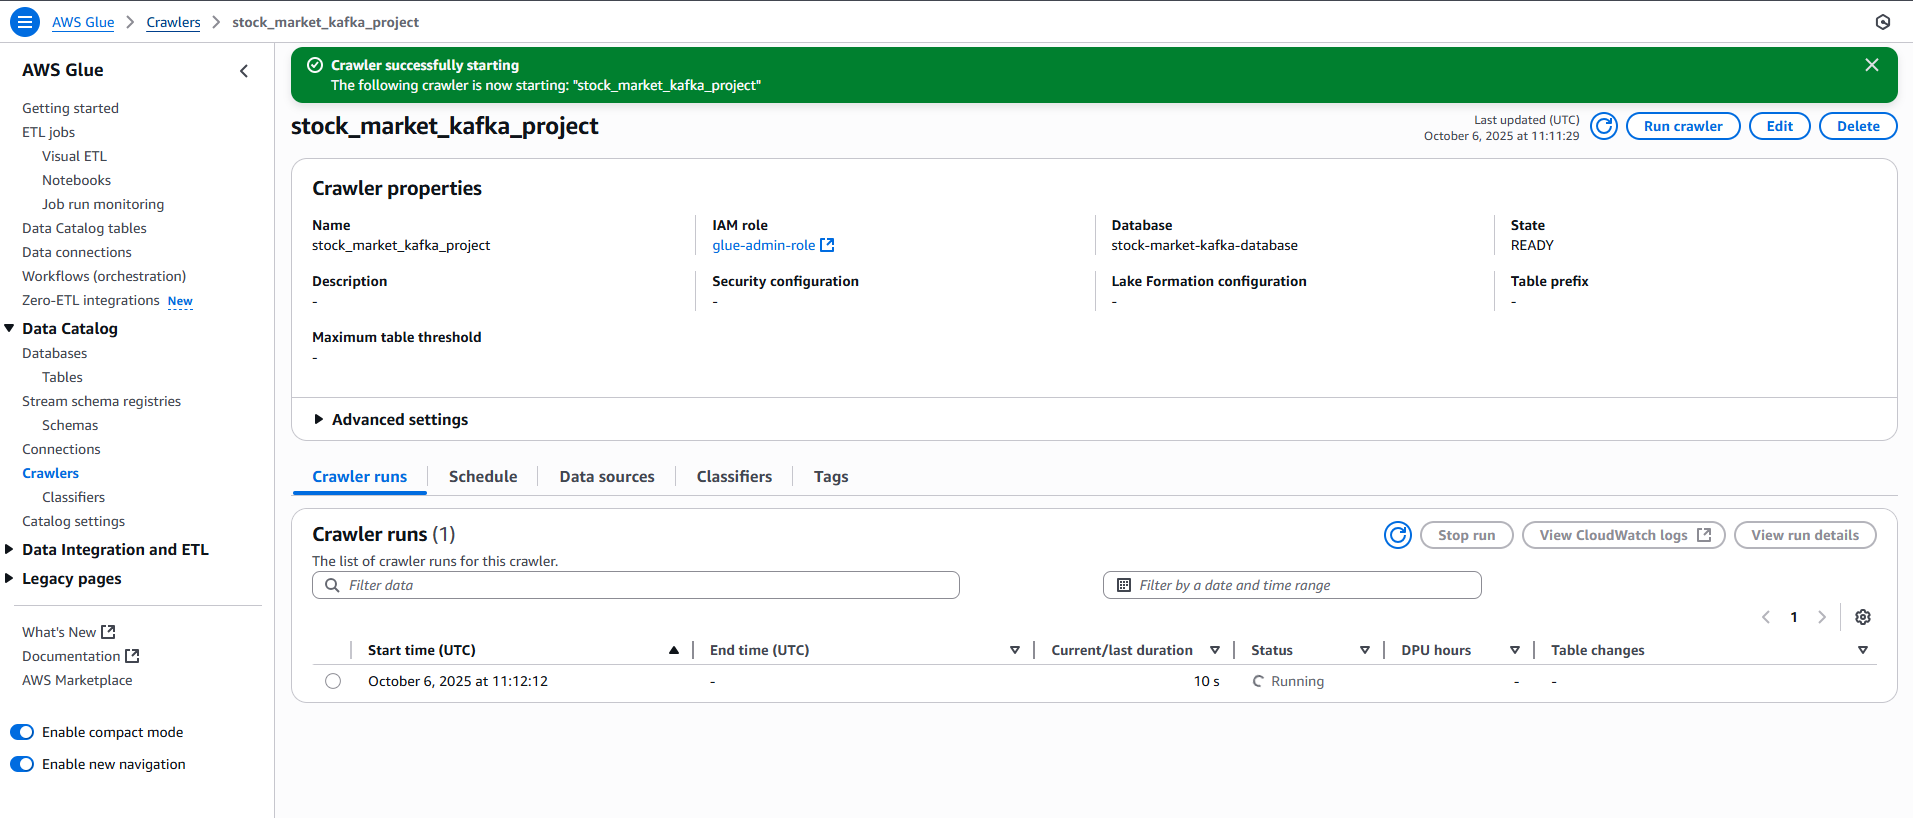 AWS Glue > Crawlers > stock_market_kafka_project
AWS Glue
Getting started
ETL jobs
Visual ETL
Notebooks
Job run monitoring
Data Catalog tables
Data connections
Workflows (orchestration)
Zero-ETL integrations New
Data Catalog
Databases
Tables
Stream schema registries
Schemas
Connections
Crawlers
Classifiers
Catalog settings
Data Integration and ETL
Legacy pages
What's New
Documentation
AWS Marketplace
Enable compact mode
Enable new navigation
Crawler successfully starting
The following crawler is now starting: "stock_market_kafka_project"
stock_market_kafka_project
Last updated (UTC)
October 6, 2025 at 11:11:29
Run crawler
Edit
Delete
Crawler properties
Name
stock_market_kafka_project
IAM role
glue-admin-role
Database
stock-market-kafka-database
State
READY
Description
-
Security configuration
-
Lake Formation configuration
-
Table prefix
-
Maximum table threshold
-
Advanced settings
Crawler runs
Schedule
Data sources
Classifiers
Tags
Crawler runs (1)
The list of crawler runs for this crawler.
Stop run
View CloudWatch logs
View run details
Filter data
Filter by a date and time range
1
Start time (UTC) End time (UTC) Current/last duration Status DPU hours Table changes
October 6, 2025 at 11:12:12 - 10 s Running - -